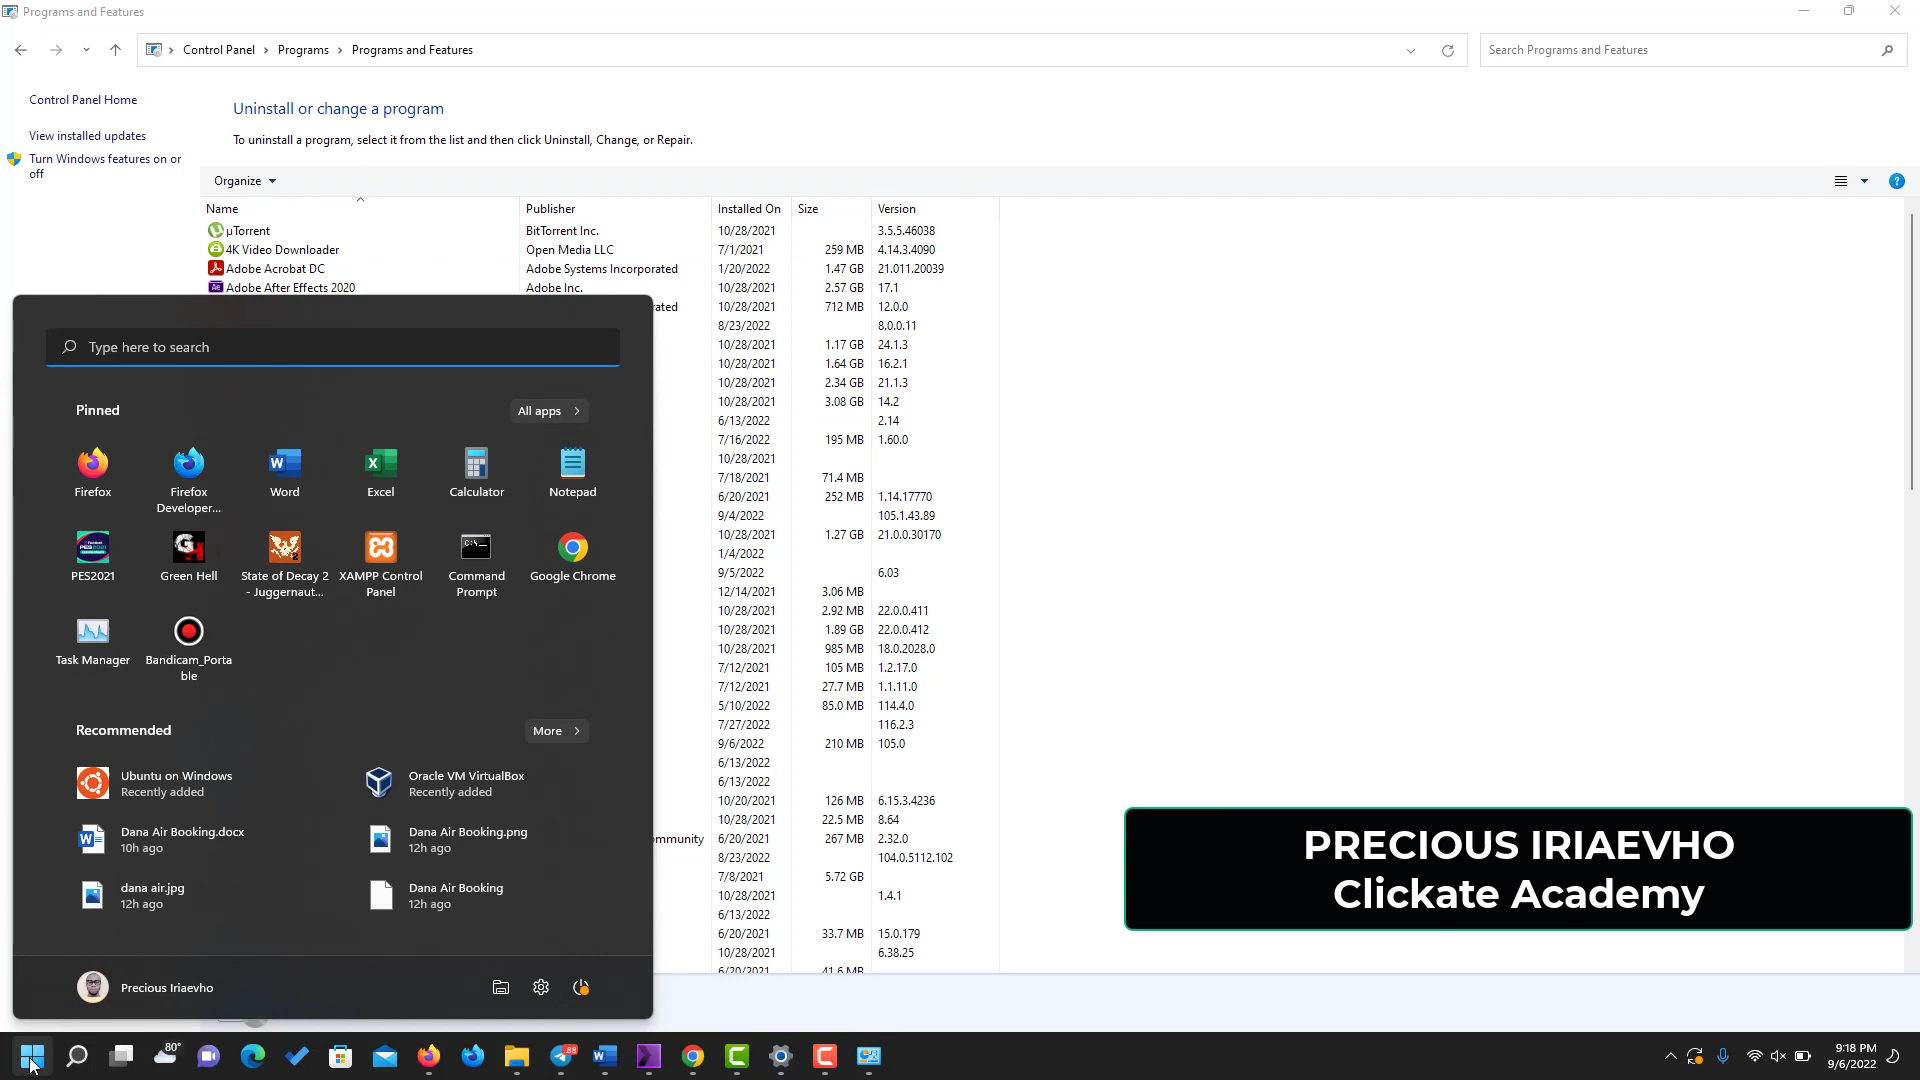 Programs and Features
Control Panel > Programs > Programs and Features
Search Programs and Features
Control Panel Home
View installed updates
Turn Windows features on or
off
Uninstall or change a program
To uninstall a program, select it from the list and then click Uninstall, Change, or Repair.
Organize
Name Publisher Installed On Size Version
µTorrent BitTorrent Inc. 10/28/2021 3.5.5.46038
4K Video Downloader Open Media LLC 7/1/2021 259 MB 4.14.3.4090
Adobe Acrobat DC Adobe Systems Incorporated 1/20/2022 1.47 GB 21.011.20039
Adobe After Effects 2020 Adobe Inc. 10/28/2021 2.57 GB 17.1
rated 10/28/2021 712 MB 12.0.0
8/23/2022 8.0.0.11
10/28/2021 1.17 GB 24.1.3
10/28/2021 1.64 GB 16.2.1
10/28/2021 2.34 GB 21.1.3
10/28/2021 3.08 GB 14.2
6/13/2022 2.14
7/16/2022 195 MB 1.60.0
10/28/2021
7/18/2021 71.4 MB
6/20/2021 252 MB 1.14.17770
9/4/2022 105.1.43.89
10/28/2021 1.27 GB 21.0.0.30170
1/4/2022
9/5/2022 6.03
12/14/2021 3.06 MB
10/28/2021 2.92 MB 22.0.0.411
10/28/2021 1.89 GB 22.0.0.412
10/28/2021 985 MB 18.0.2028.0
7/12/2021 105 MB 1.2.17.0
7/12/2021 27.7 MB 1.1.11.0
5/10/2022 85.0 MB 114.4.0
7/27/2022 116.2.3
9/6/2022 210 MB 105.0
6/13/2022
6/13/2022
10/20/2021 126 MB 6.15.3.4236
10/28/2021 22.5 MB 8.64
mmunity 6/20/2021 267 MB 2.32.0
8/23/2022 104.0.5112.102
7/8/2021 5.72 GB
10/28/2021 1.4.1
6/13/2022
6/20/2021 33.7 MB 15.0.179
10/28/2021 6.38.25
6/20/2021 41.6 MB
Type here to search
Pinned
All apps >
Firefox
Firefox
Developer...
Word
Excel
Calculator
Notepad
PES2021
Green Hell
State of Decay 2
- Juggernaut...
XAMPP Control
Panel
Command
Prompt
Google Chrome
Task Manager
Bandicam_Porta
ble
Recommended
More >
Ubuntu on Windows
Recently added
Oracle VM VirtualBox
Recently added
Dana Air Booking.docx
10h ago
Dana Air Booking.png
12h ago
dana air.jpg
12h ago
Dana Air Booking
12h ago
Precious Iriaevho
PRECIOUS IRIAEVHO
Clickate Academy
80°
88
9:18 PM
9/6/2022